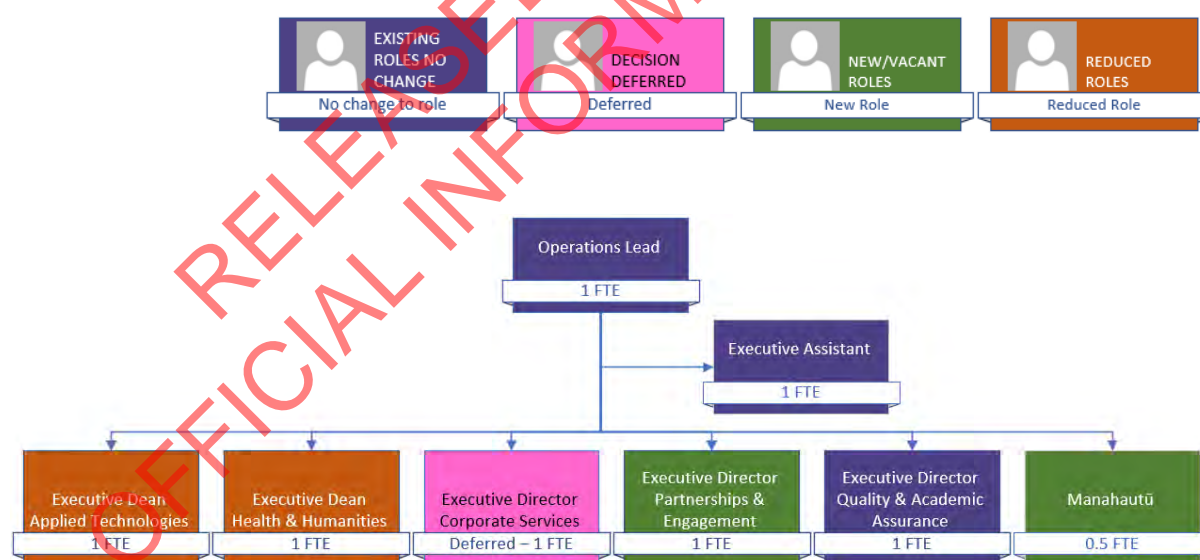 EXISTING
ROLES NO
CHANGE
No change to role
DECISION
DEFERRED
Deferred
NEW/VACANT
ROLES
New Role
REDUCED
ROLES
Reduced Role
RELEASED
OFFICIAL INFORM
Operations Lead
1 FTE
Executive Assistant
1 FTE
Executive Dean
Applied Technologies
1 FTE
Executive Dean
Health & Humanities
1 FTE
Executive Director
Corporate Services
Deferred – 1 FTE
Executive Director
Partnerships &
Engagement
1 FTE
Executive Director
Quality & Academic
Assurance
1 FTE
Manahautū
0.5 FTE